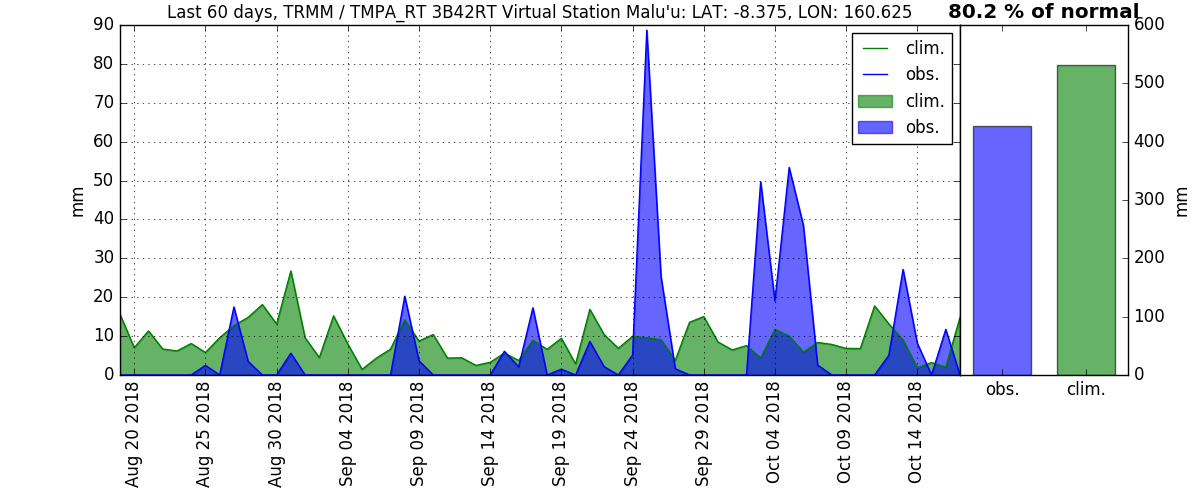 Last 60 days, TRMM / TMPA_RT 3B42RT Virtual Station Malu'u: LAT: -8.375, LON: 160.625
80.2 % of normal
90
80
70
60
50
40
30
20
10
0
mm
clim.
obs.
clim.
obs.
600
500
400
300
200
100
0
mm
obs.
clim.
Aug 20 2018
Aug 25 2018
Aug 30 2018
Sep 04 2018
Sep 09 2018
Sep 14 2018
Sep 19 2018
Sep 24 2018
Sep 29 2018
Oct 04 2018
Oct 09 2018
Oct 14 2018